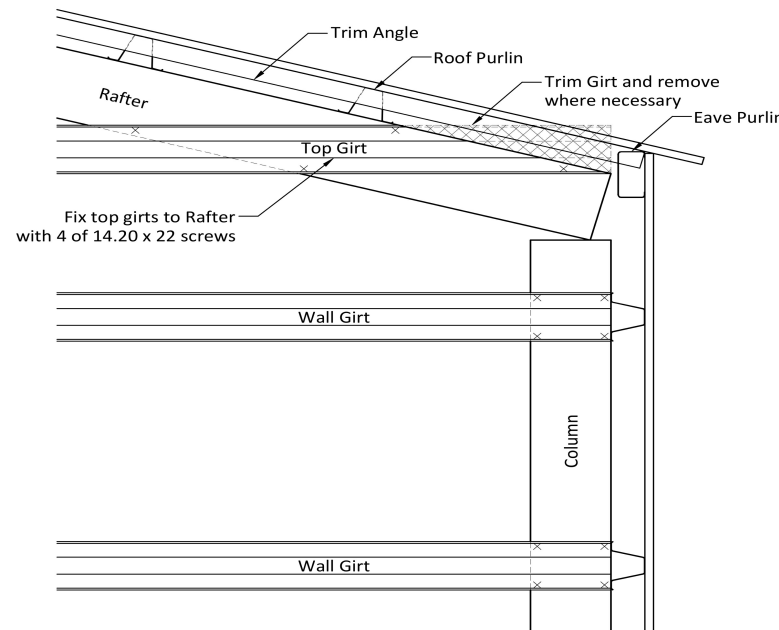 Trim Angle
Roof Purlin
Trim Girt and remove
where necessary
Eave Purlin
Rafter
Top Girt
Fix top girts to Rafter
with 4 of 14.20 x 22 screws
Wall Girt
Column
Wall Girt